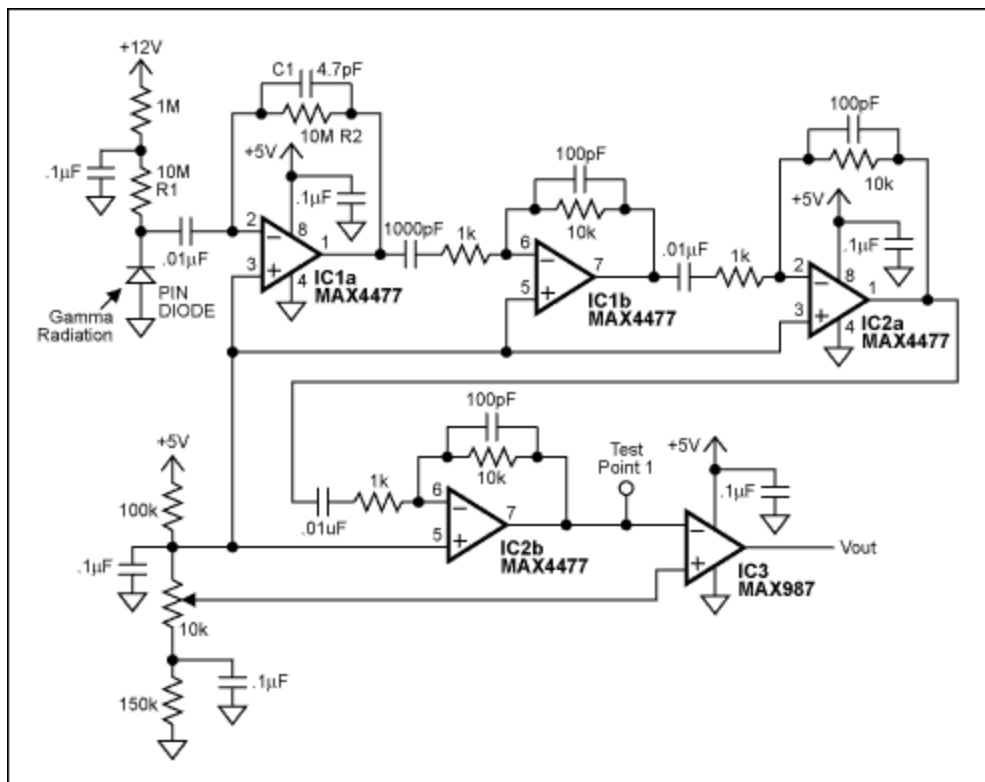 +12V
1M
.1µF
10M
R1
.01µF
PIN
DIODE
Gamma
Radiation
C1 4.7pF
10M R2
+5V
.1µF
2
3
8
4
1
IC1a
MAX4477
1000pF
1k
100pF
10k
6
5
7
IC1b
MAX4477
.01µF
1k
100pF
10k
+5V
.1µF
2
3
8
4
1
IC2a
MAX4477
+5V
100k
.1µF
10k
150k
.1µF
.01uF
1k
100pF
10k
6
5
7
IC2b
MAX4477
Test
Point 1
+5V
.1µF
IC3
MAX987
Vout